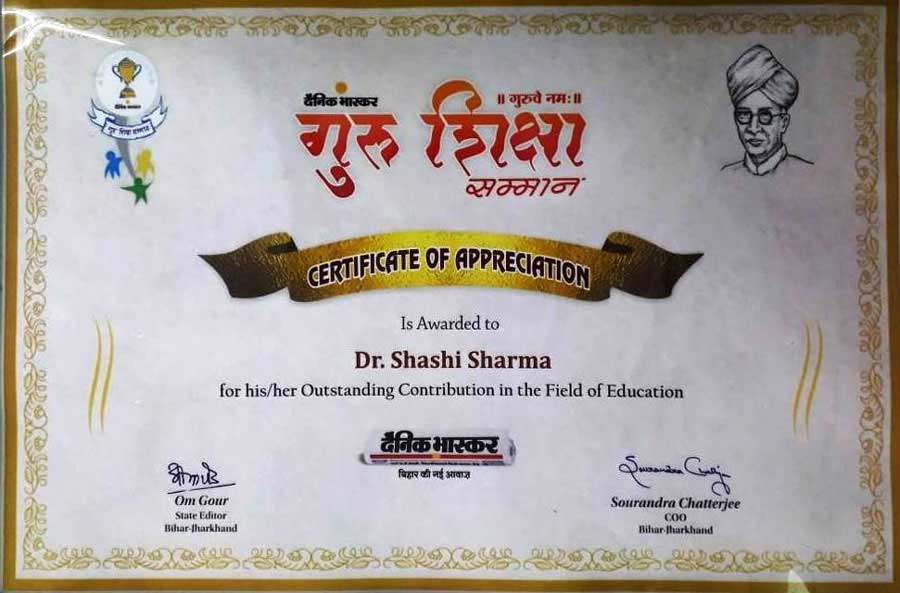 दैनिक भास्कर
॥ गुरुवे नमः॥
गुरु शिक्षा
सम्मान
गुरु शिक्षा सम्मान
CERTIFICATE OF APPRECIATION
Is Awarded to
Dr. Shashi Sharma
for his/her Outstanding Contribution in the Field of Education
दैनिक भास्कर
बिहार की नई आवाज़
Om Gour
State Editor
Bihar-Jharkhand
Sourandra Chatterjee
COO
Bihar-Jharkhand